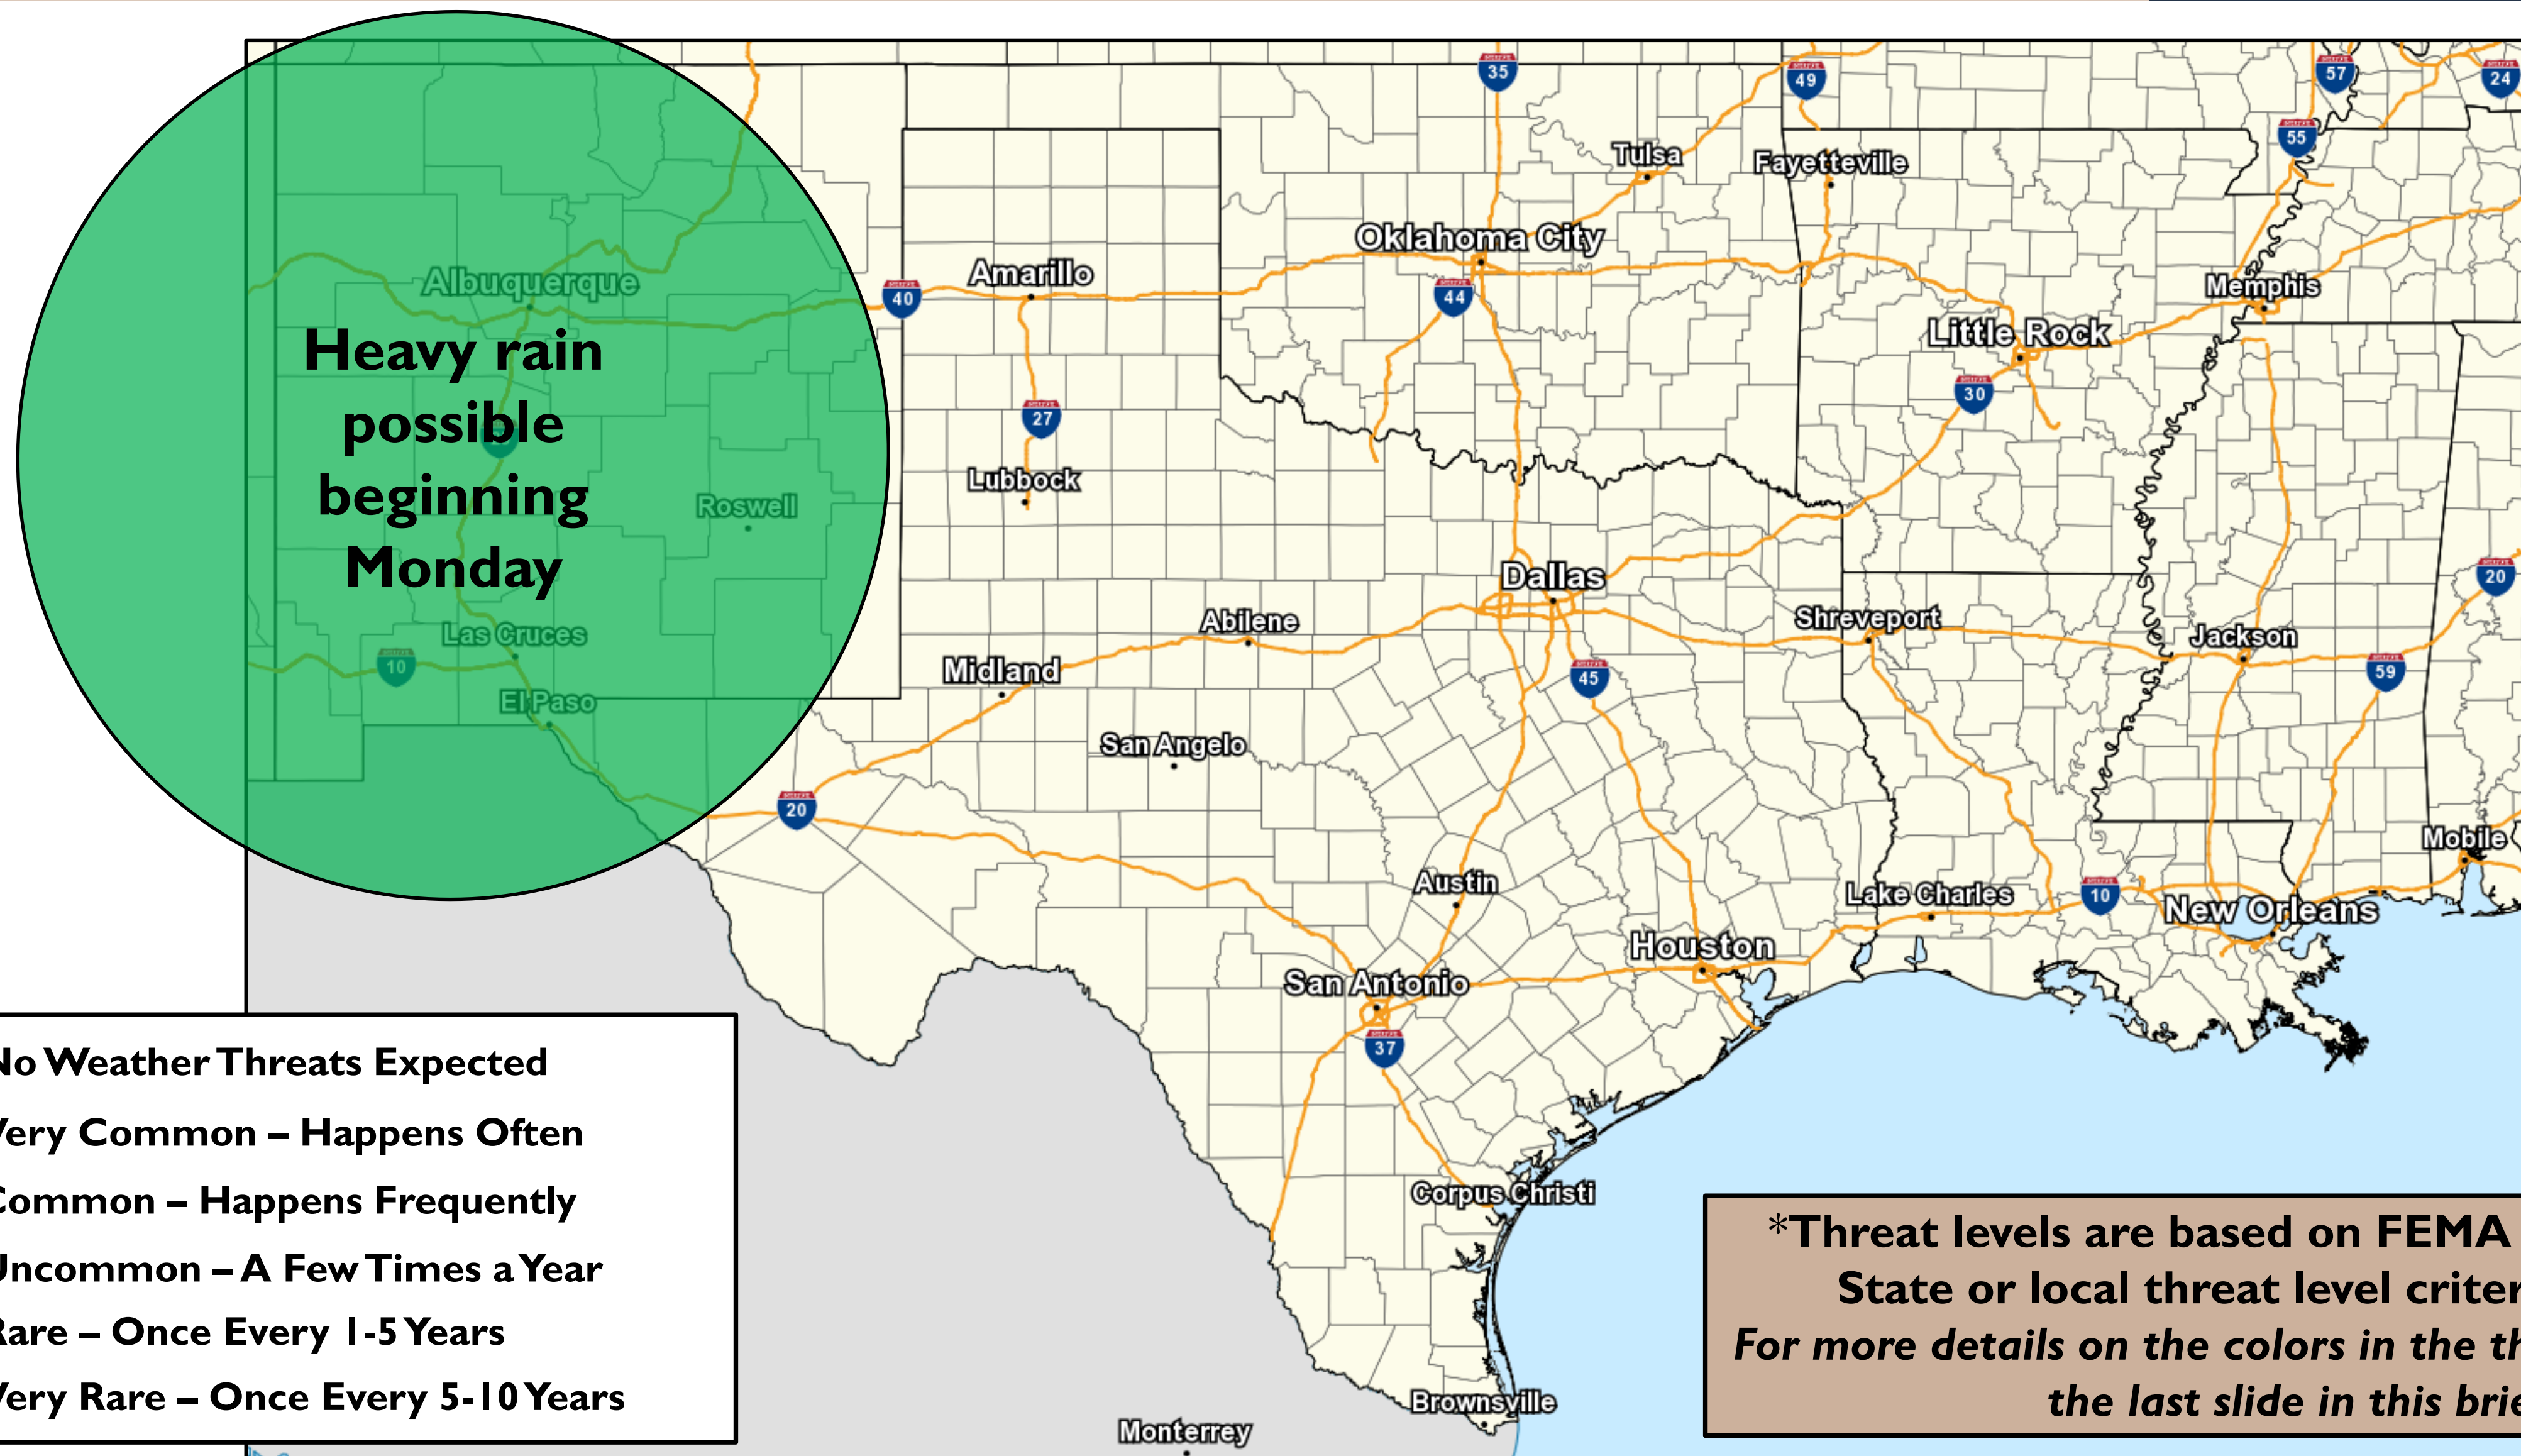 35
49
57
24
55
Tulsa
Fayetteville
Oklahoma City
Albuquerque
Amarillo
40
44
Memphis
Little Rock
Heavy rain
possible
beginning
Monday
30
27
Lubbock
Roswell
Dallas
20
Abilene
Shreveport
Las Cruces
Jackson
10
Midland
45
59
El Paso
San Angelo
20
Mobile
Austin
Lake Charles
10
New Orleans
Houston
San Antonio
37
No Weather Threats Expected
Very Common – Happens Often
Common – Happens Frequently
Uncommon – A Few Times a Year
Rare – Once Every 1-5 Years
Very Rare – Once Every 5-10 Years
Corpus Christi
Brownsville
Monterrey
*Threat levels are based on FEMA
State or local threat level criter
For more details on the colors in the th
the last slide in this brie